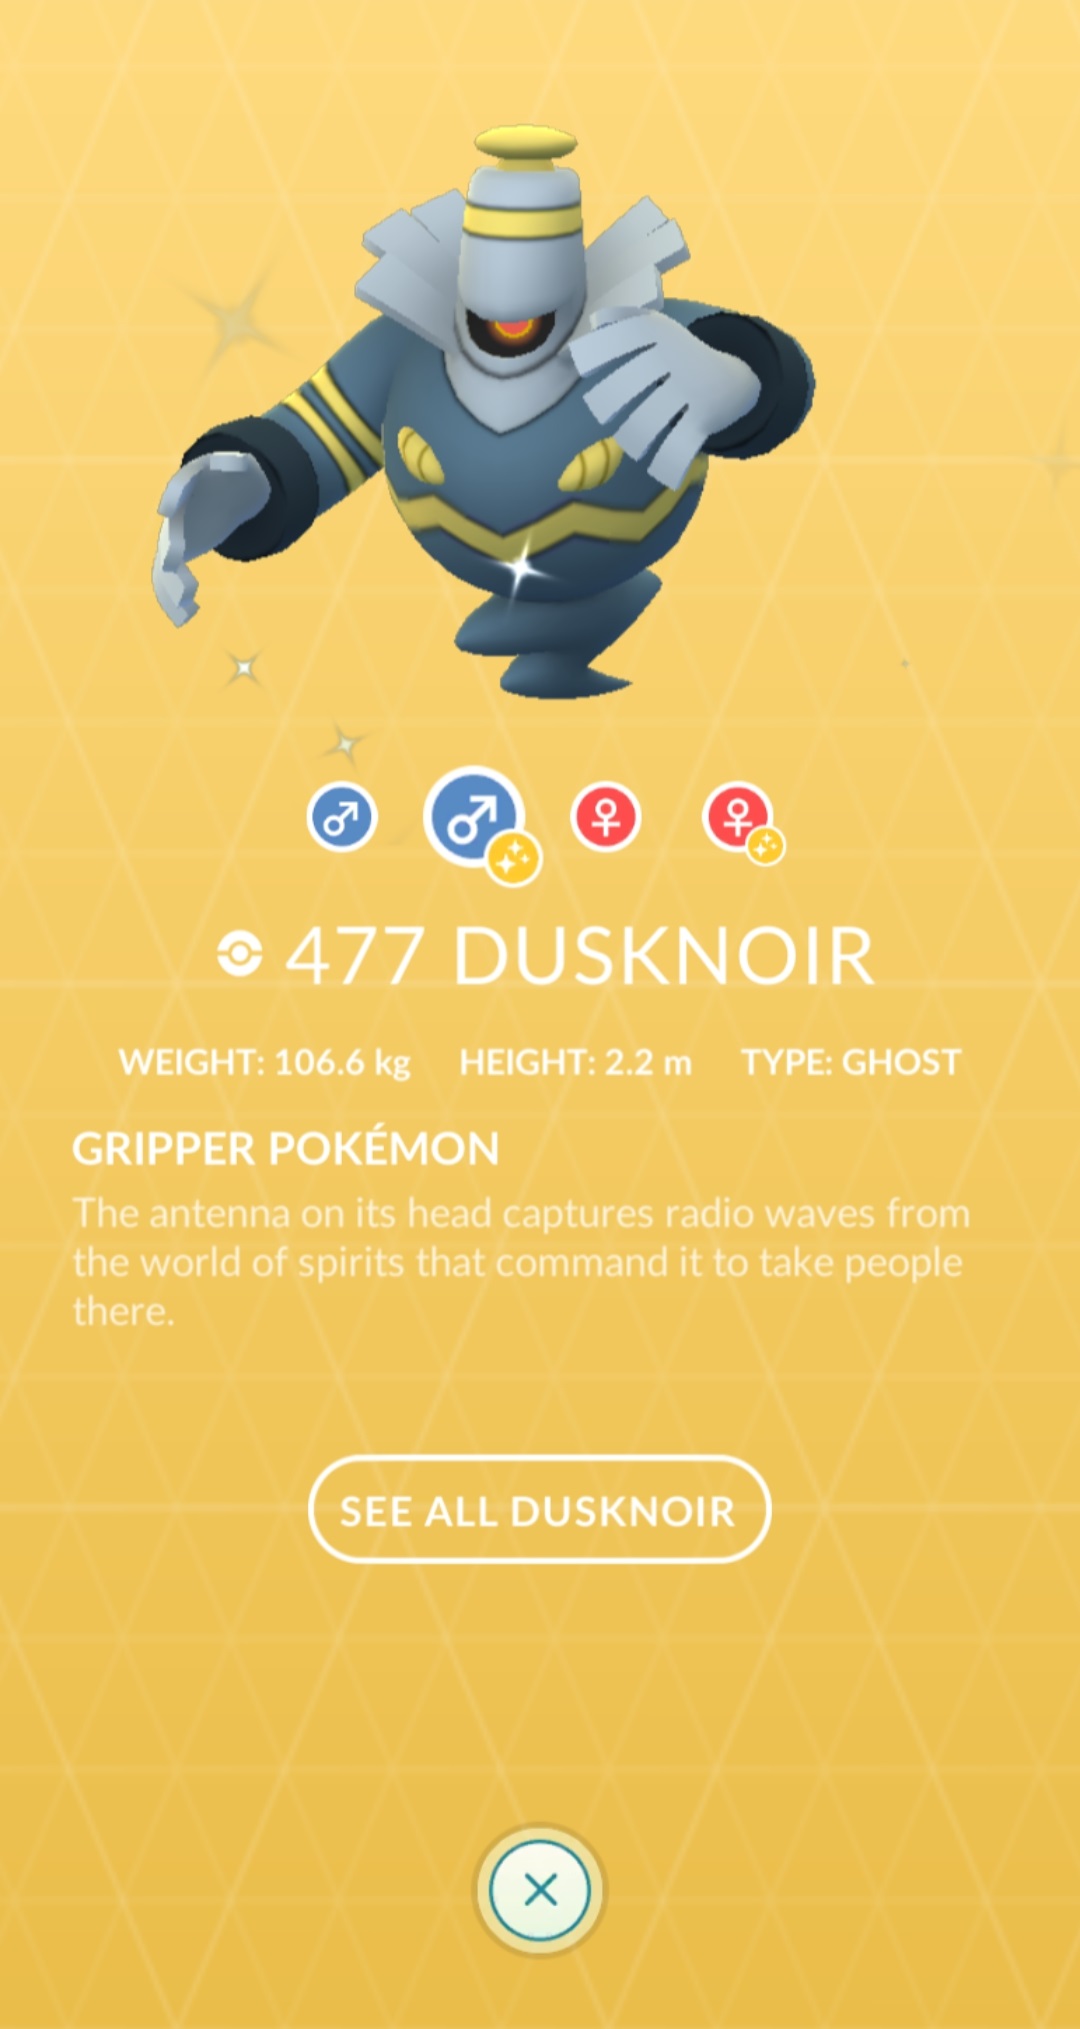 477 DUSKNOIR
WEIGHT: 106.6 kg HEIGHT: 2.2 m TYPE: GHOST
GRIPPER POKÉMON
The antenna on its head captures radio waves from
the world of spirits that command it to take people
there.
SEE ALL DUSKNOIR